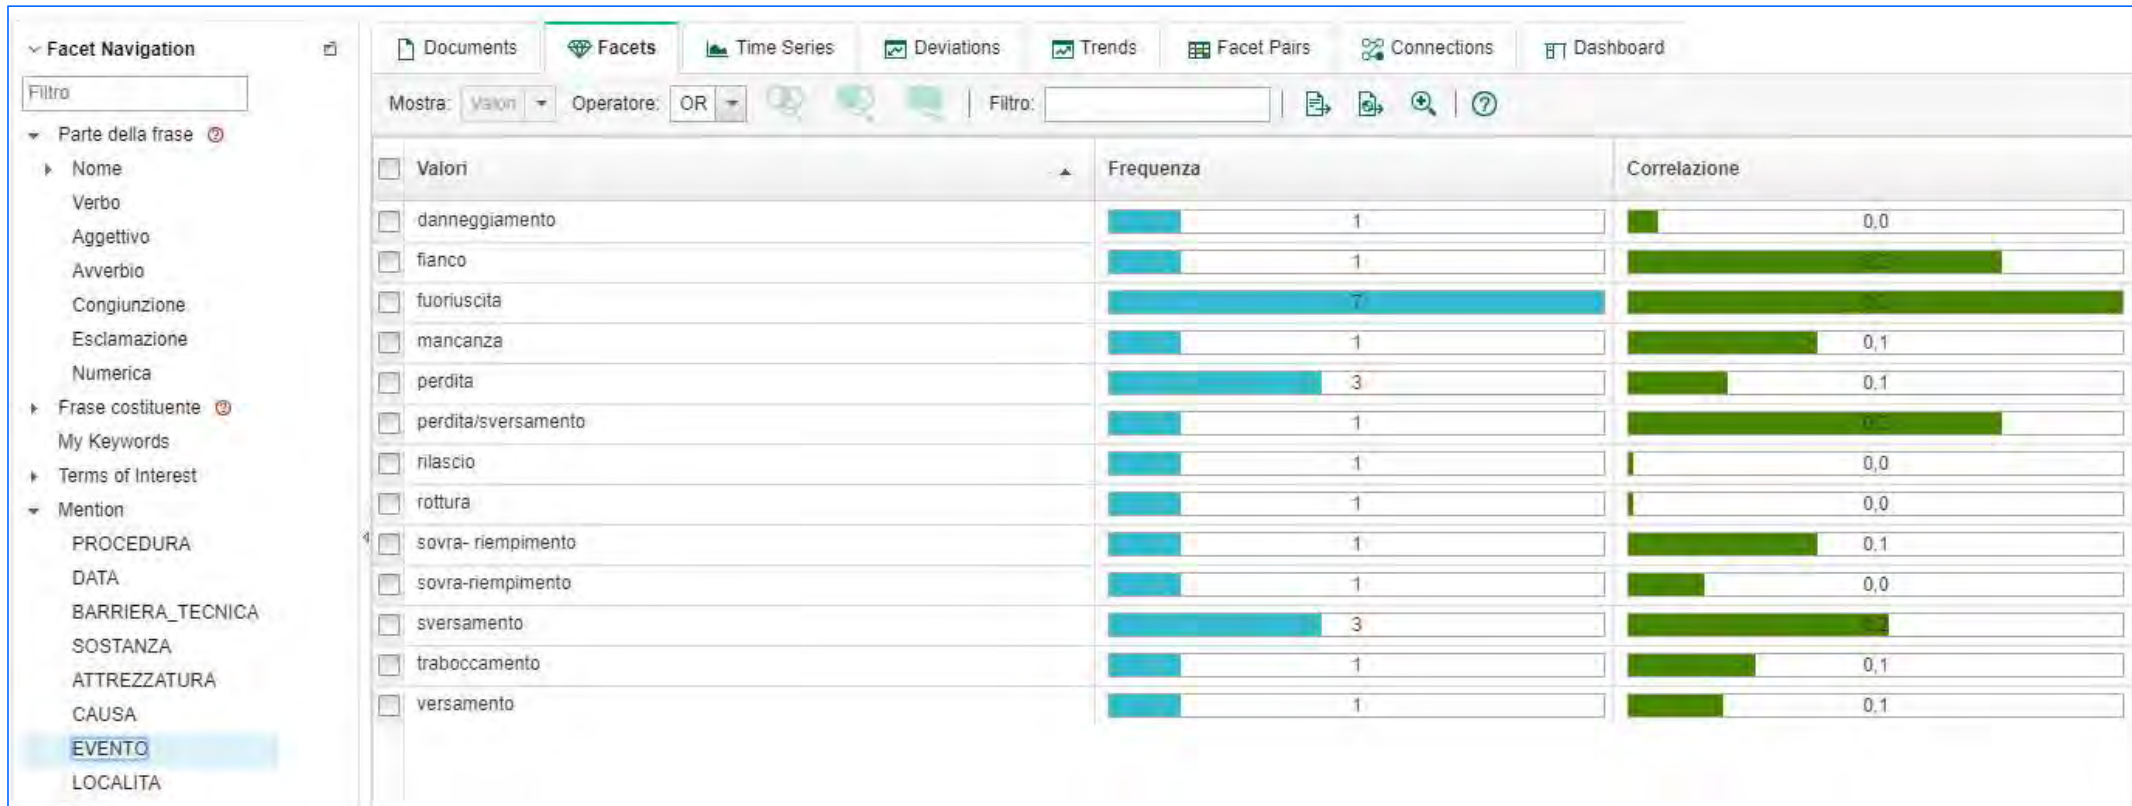 Facet Navigation
Filtro
Parte della frase
Nome
Verbo
Aggettivo
Avverbio
Congiunzione
Esclamazione
Numerica
Frase costituente
My Keywords
Terms of Interest
Mention
PROCEDURA
DATA
BARRIERA_TECNICA
SOSTANZA
ATTREZZATURA
CAUSA
EVENTO
LOCALITA
Documents Facets Time Series Deviations Trends Facet Pairs Connections Dashboard
Mostra: Valori Operatore: OR Filtro:
Valori Frequenza Correlazione
danneggiamento 1 0,0
fianco 1
fuoriuscita 7
mancanza 1 0,1
perdita 3 0,1
perdita/sversamento 1
rilascio 1 0,0
rottura 1 0,0
sovra- riempimento 1 0,1
sovra-riempimento 1 0,0
sversamento 3 0,2
traboccamento 1 0,1
versamento 1 0,1